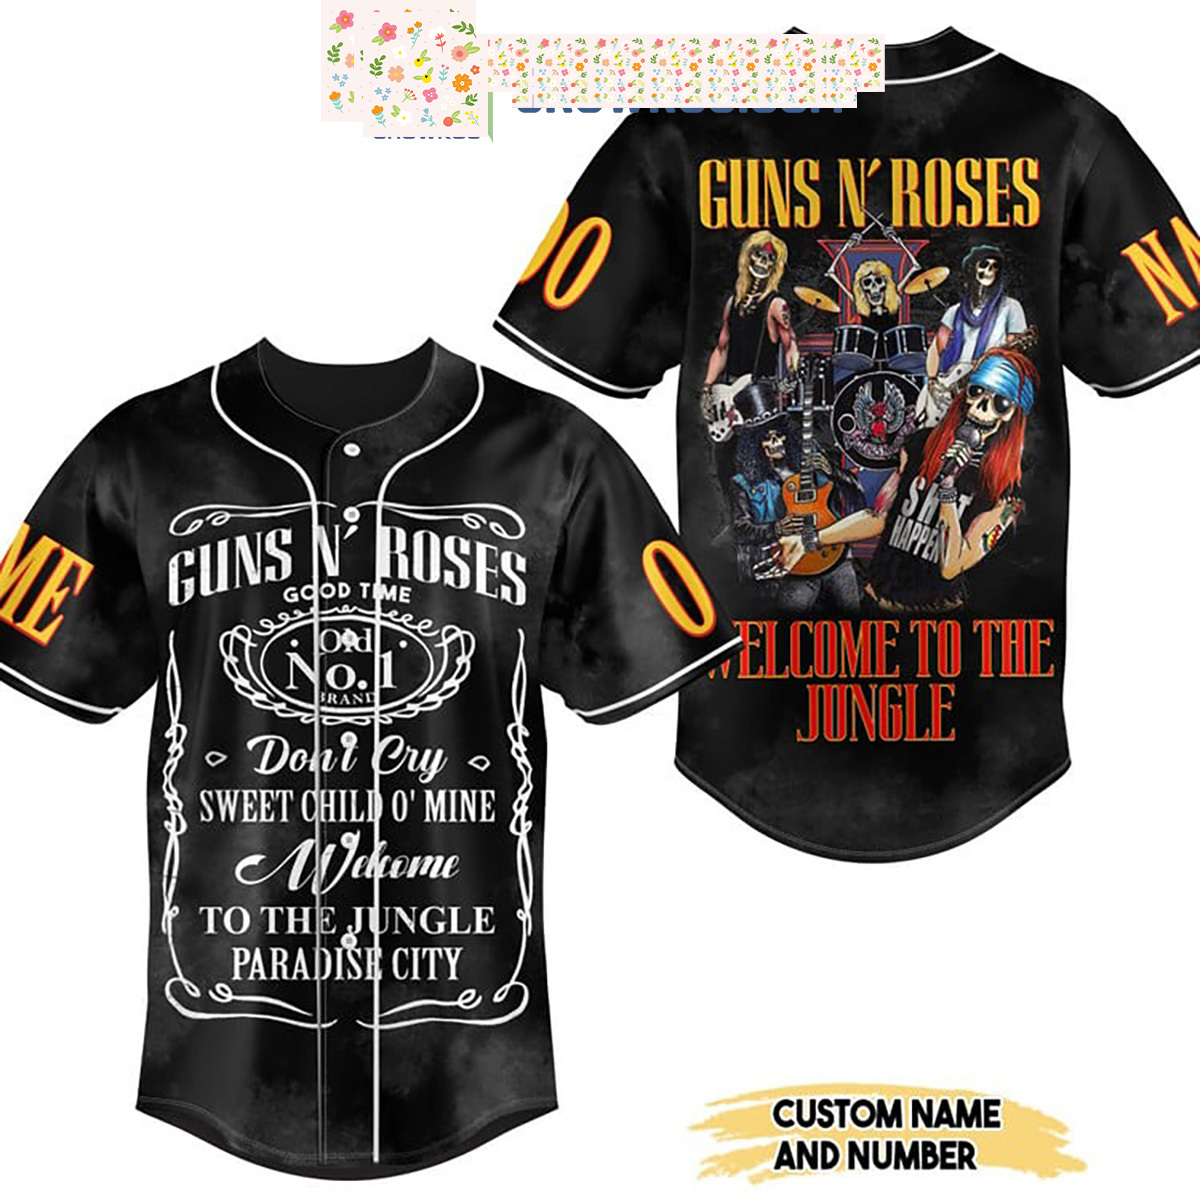 GUNS N' ROSES
WELCOME TO THE
JUNGLE
00
NA
S
HAPPEN
ME
0
GUNS N' ROSES
GOOD TIME
Old
No.1
BRAND
Don't Cry
SWEET CHILD O' MINE
Welcome
TO THE JUNGLE
PARADISE CITY
CUSTOM NAME
AND NUMBER